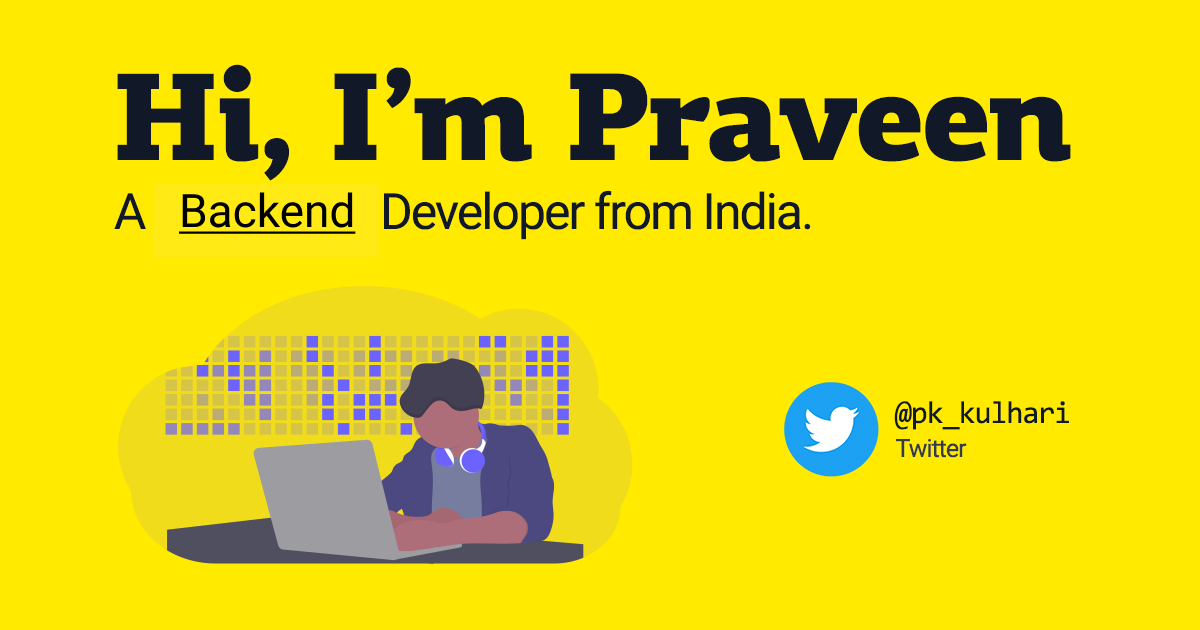 Hi, I’m Praveen
A Backend Developer from India.
@pk_kulhari
Twitter